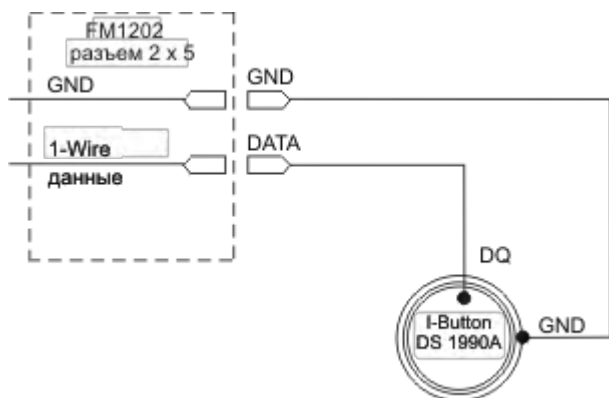 FM1202
разъем 2 x 5
GND
GND
1-Wire
данные
DATA
DQ
I-Button
DS 1990A
GND